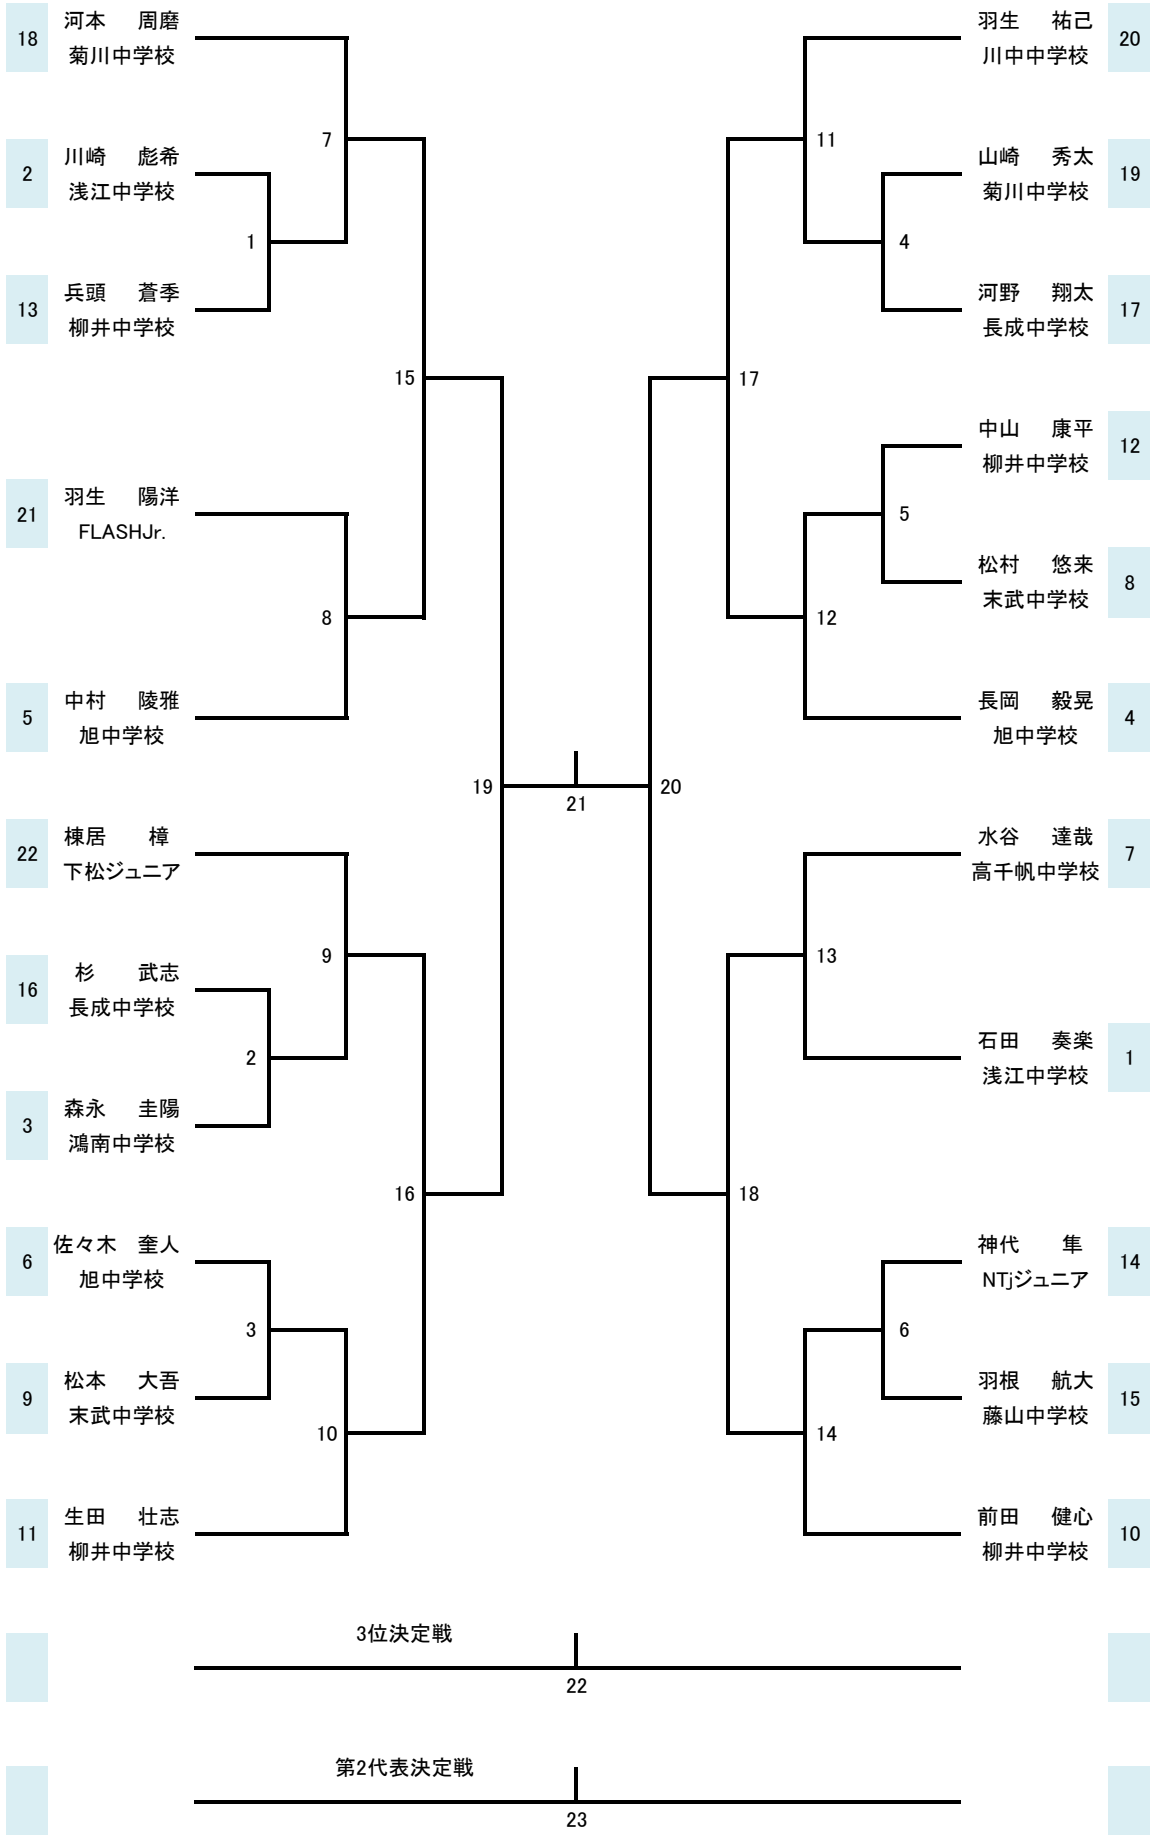 18
河本 周磨
菊川中学校
2
川崎 彪希
浅江中学校
13
兵頭 蒼季
柳井中学校
21
羽生 陽洋
FLASHJr.
5
中村 陵雅
旭中学校
22
棟居 樟
下松ジュニア
16
杉 武志
長成中学校
3
森永 圭陽
鴻南中学校
6
佐々木 奎人
旭中学校
9
松本 大吾
末武中学校
11
生田 壮志
柳井中学校
7
1
15
8
19
9
2
16
3
10
21
羽生 祐己
川中中学校
20
山崎 秀太
菊川中学校
19
河野 翔太
長成中学校
17
中山 康平
柳井中学校
12
松村 悠来
末武中学校
8
長岡 毅晃
旭中学校
4
水谷 達哉
高千帆中学校
7
石田 奏楽
浅江中学校
1
神代 隼
NTjジュニア
14
羽根 航大
藤山中学校
15
前田 健心
柳井中学校
10
11
4
17
5
12
20
13
18
6
14
3位決定戦
22
第2代表決定戦
23